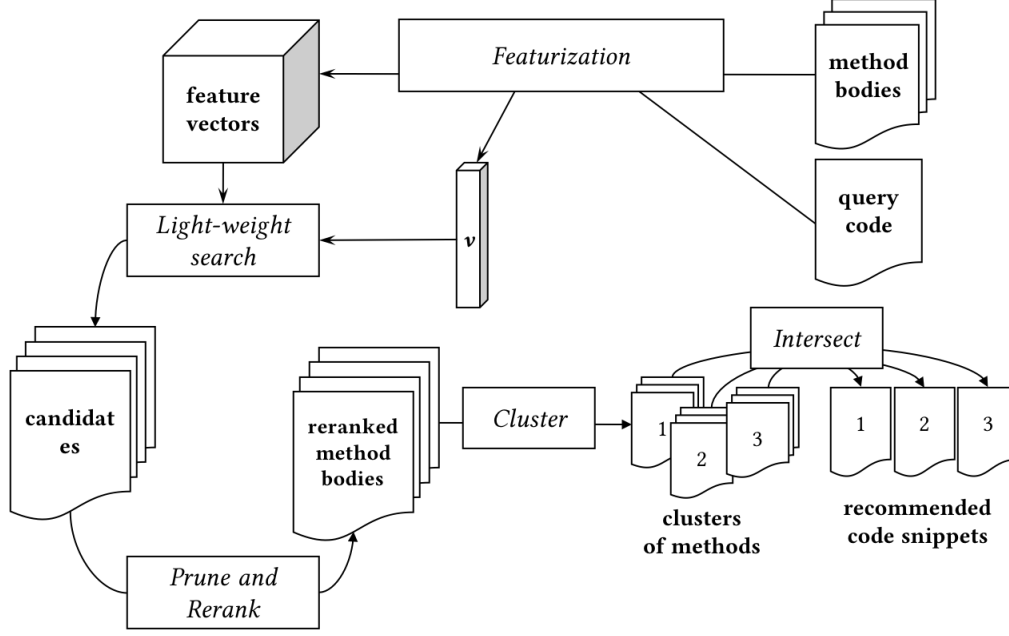 Featurization
method
bodies
feature
vectors
query
code
Light-weight
search
v
Intersect
candidat
es
reranked
method
bodies
Cluster
1
2
3
1
2
3
clusters
of methods
recommended
code snippets
Prune and
Rerank